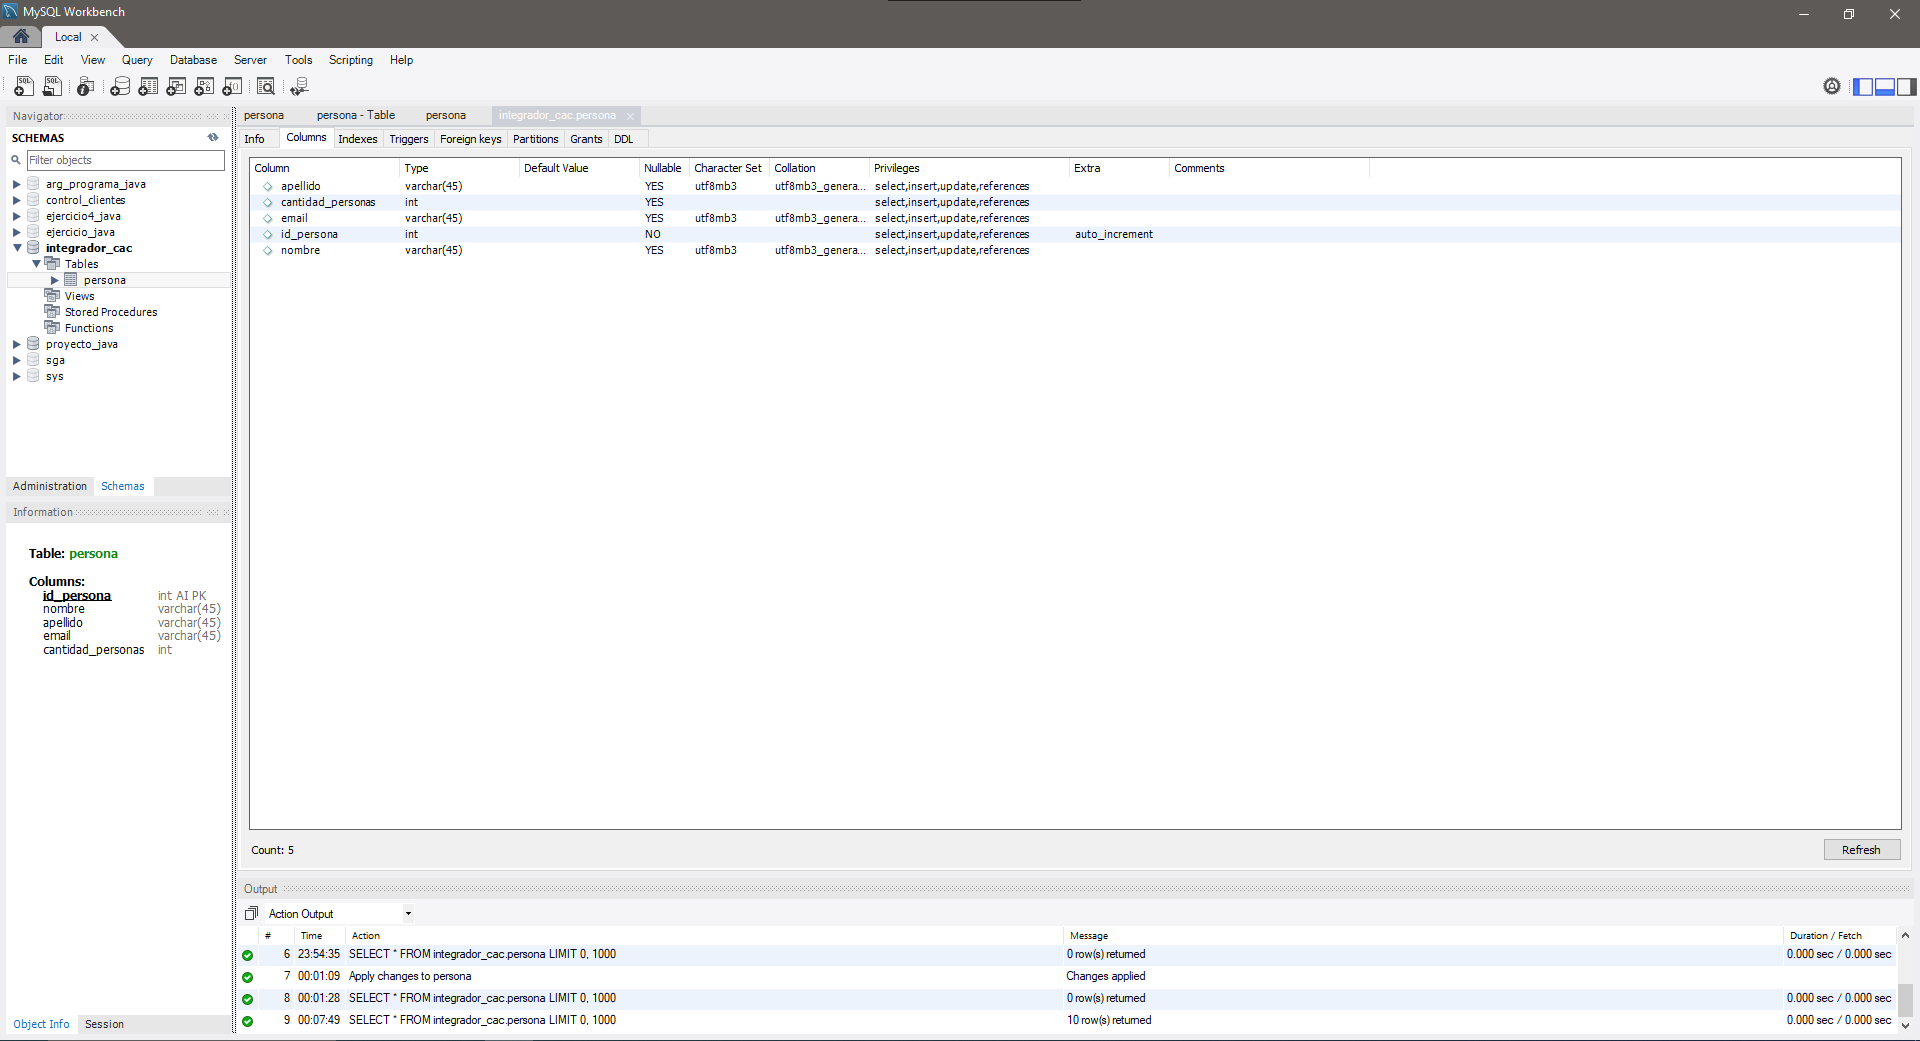 MySQL Workbench
Local
File Edit View Query Database Server Tools Scripting Help
Navigator
SCHEMAS
Filter objects
arg_programa_java
control_clientes
ejercicio4_java
ejercicio_java
integrador_cac
Tables
persona
Views
Stored Procedures
Functions
proyecto_java
sga
sys
Administration Schemas
Information
Table: persona
Columns:
id_persona int AI PK
nombre varchar(45)
apellido varchar(45)
email varchar(45)
cantidad_personas int
Object Info Session
persona persona - Table persona integrador_cac.persona
Info Columns Indexes Triggers Foreign keys Partitions Grants DDL
Column Type Default Value Nullable Character Set Collation Privileges Extra Comments
apellido varchar(45) YES utf8mb3 utf8mb3_genera... select,insert,update,references
cantidad_personas int YES select,insert,update,references
email varchar(45) YES utf8mb3 utf8mb3_genera... select,insert,update,references
id_persona int NO select,insert,update,references auto_increment
nombre varchar(45) YES utf8mb3 utf8mb3_genera... select,insert,update,references
Count: 5
Refresh
Output
Action Output
# Time Action Message Duration / Fetch
6 23:54:35 SELECT * FROM integrador_cac.persona LIMIT 0, 1000 0 row(s) returned 0.000 sec / 0.000 sec
7 00:01:09 Apply changes to persona Changes applied
8 00:01:28 SELECT * FROM integrador_cac.persona LIMIT 0, 1000 0 row(s) returned 0.000 sec / 0.000 sec
9 00:07:49 SELECT * FROM integrador_cac.persona LIMIT 0, 1000 10 row(s) returned 0.000 sec / 0.000 sec